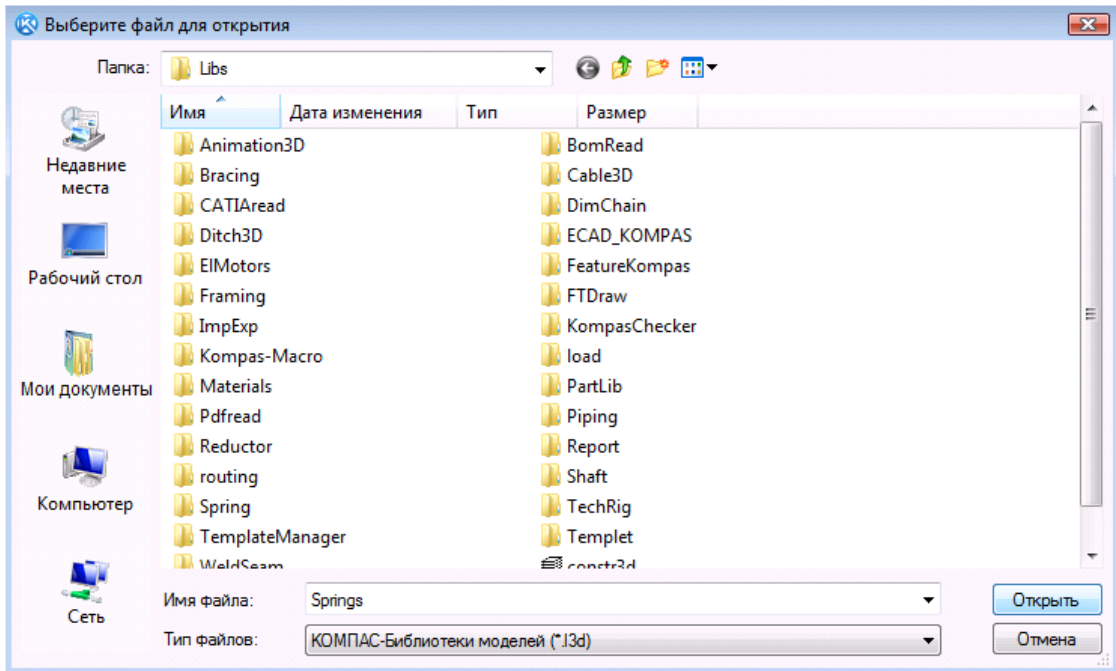 Выберите файл для открытия
Папка: Libs
Имя Дата изменения Тип Размер
Animation3D BomRead
Bracing Cable3D
CATIAread DimChain
Ditch3D ECAD_KOMPAS
ElMotors FeatureKompas
Framing FTDraw
ImpExp KompasChecker
Kompas-Macro load
Materials PartLib
Pdfread Piping
Reductor Report
routing Shaft
Spring TechRig
TemplateManager Templet
WeldSeam constr3d
Недавние
места
Рабочий стол
Мои документы
Компьютер
Сеть
Имя файла: Springs Открыть
Тип файлов: КОМПАС-Библиотеки моделей (*.l3d) Отмена